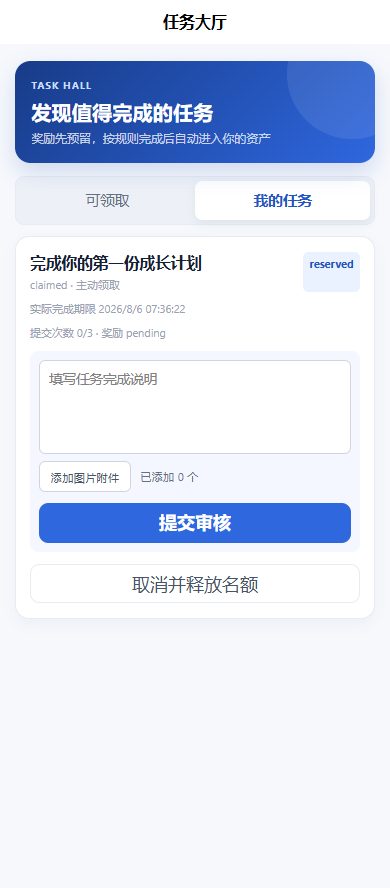 任务大厅
TASK HALL
发现值得完成的任务
奖励先预留，按规则完成后自动进入你的资产
可领取
我的任务
完成你的第一份成长计划
reserved
claimed · 主动领取
实际完成期限 2026/8/6 07:36:22
提交次数 0/3 · 奖励 pending
填写任务完成说明
添加图片附件
已添加 0 个
提交审核
取消并释放名额